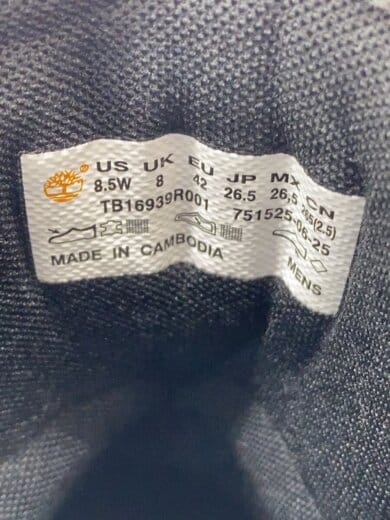 US UK EU JP MX CN
8.5W 8 42 26.5 26,5 265(2.5)
TB16939R001 751525 06-25
MADE IN CAMBODIA MENS